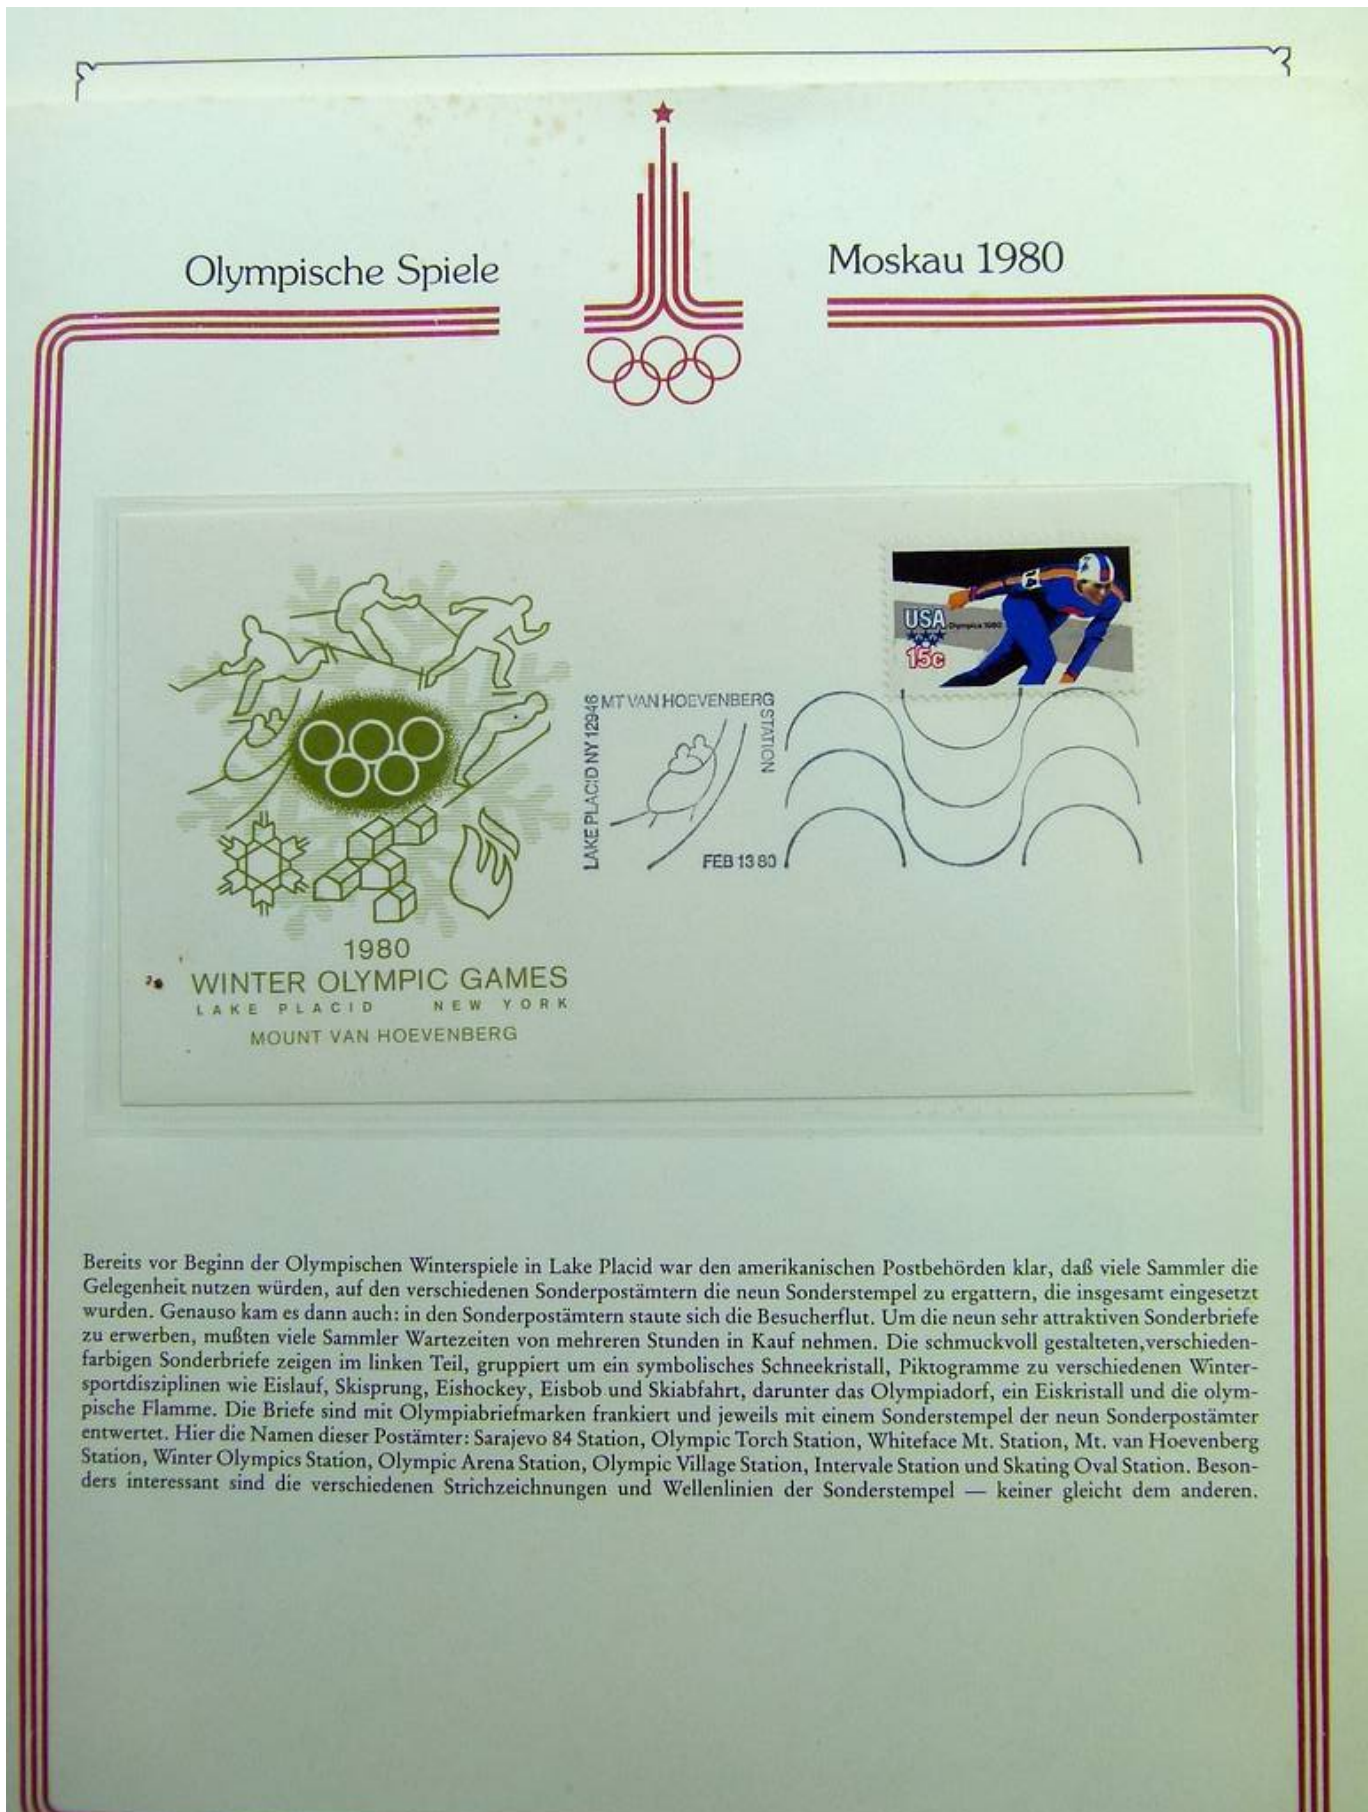 Olympische Spiele
Moskau 1980
USA
Olympics 1980
15c
LAKE PLACID NY 12946
MT VAN HOEVENBERG
STATION
FEB 13 80
1980
WINTER OLYMPIC GAMES
LAKE PLACID NEW YORK
MOUNT VAN HOEVENBERG
Bereits vor Beginn der Olympischen Winterspiele in Lake Placid war den amerikanischen Postbehörden klar, daß viele Sammler die
Gelegenheit nutzen würden, auf den verschiedenen Sonderpostämtern die neun Sonderstempel zu ergattern, die insgesamt eingesetzt
wurden. Genauso kam es dann auch: in den Sonderpostämtern staute sich die Besucherflut. Um die neun sehr attraktiven Sonderbriefe
zu erwerben, mußten viele Sammler Wartezeiten von mehreren Stunden in Kauf nehmen. Die schmuckvoll gestalteten,verschieden-
farbigen Sonderbriefe zeigen im linken Teil, gruppiert um ein symbolisches Schneekristall, Piktogramme zu verschiedenen Winter-
sportdisziplinen wie Eislauf, Skisprung, Eishockey, Eisbob und Skiabfahrt, darunter das Olympiadorf, ein Eiskristall und die olym-
pische Flamme. Die Briefe sind mit Olympiabriefmarken frankiert und jeweils mit einem Sonderstempel der neun Sonderpostämter
entwertet. Hier die Namen dieser Postämter: Sarajevo 84 Station, Olympic Torch Station, Whiteface Mt. Station, Mt. van Hoevenberg
Station, Winter Olympics Station, Olympic Arena Station, Olympic Village Station, Intervale Station und Skating Oval Station. Beson-
ders interessant sind die verschiedenen Strichzeichnungen und Wellenlinien der Sonderstempel — keiner gleicht dem anderen.